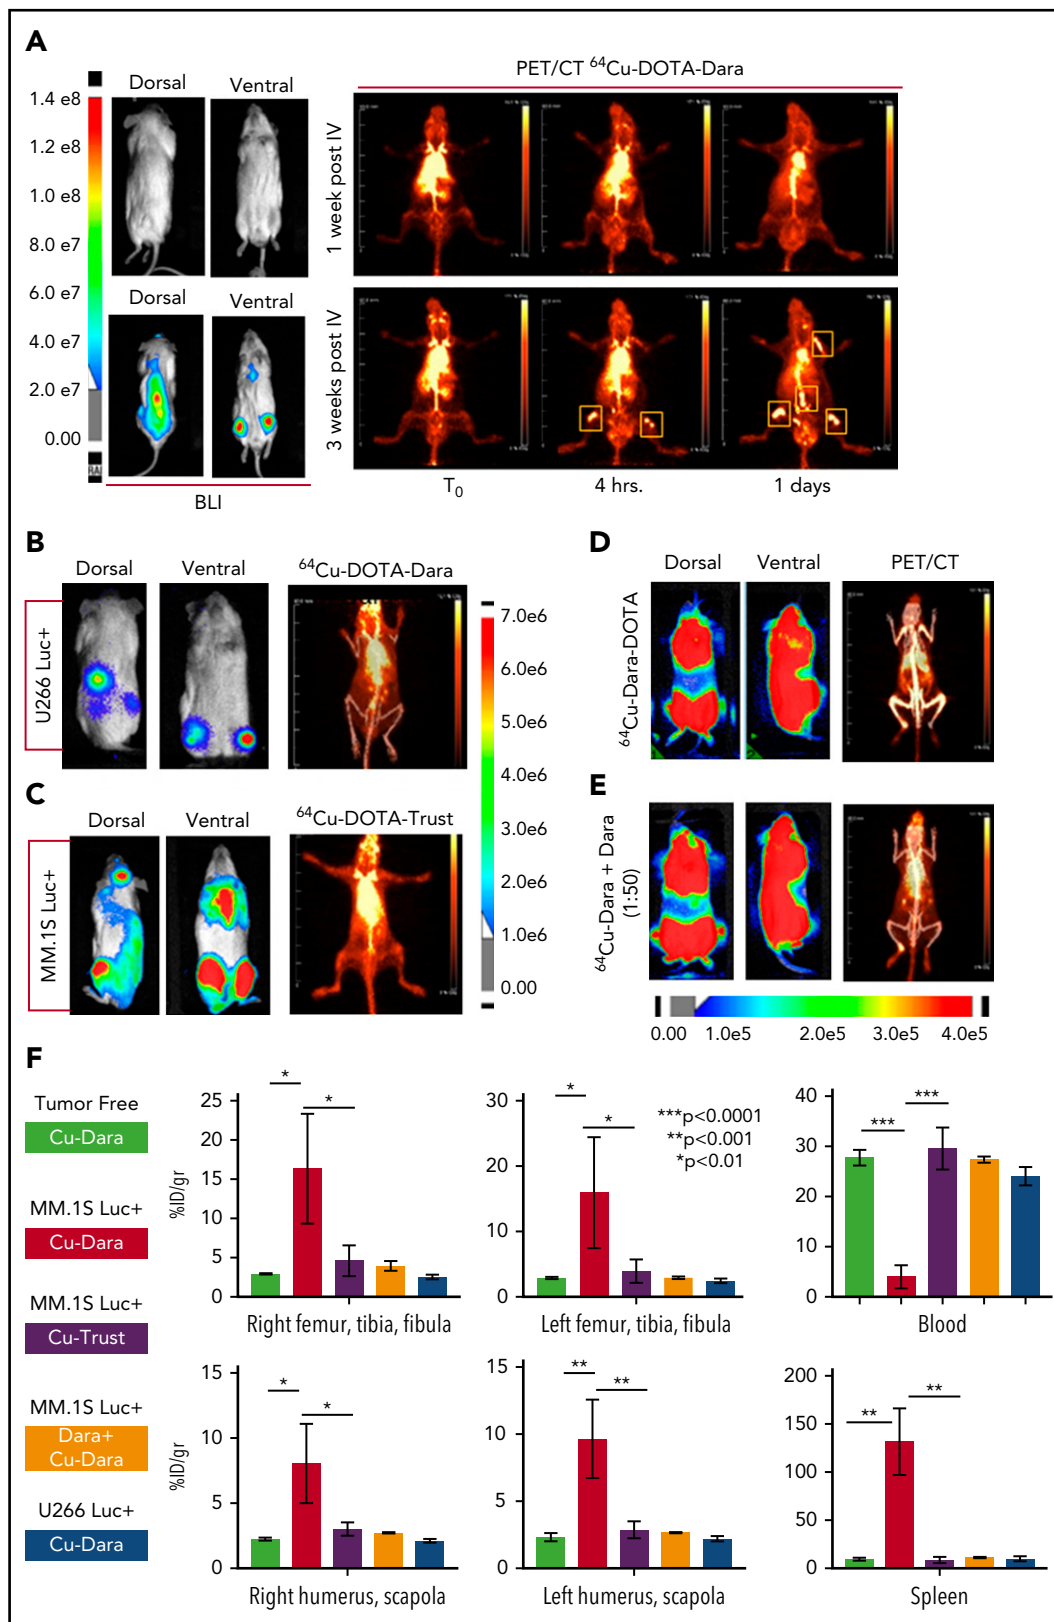 A
Dorsal
Ventral
PET/CT ⁶⁴Cu-DOTA-Dara
1.4 e8
1.2 e8
1.0 e8
8.0 e7
6.0 e7
4.0 e7
2.0 e7
0.00
1 week post IV
Dorsal
Ventral
3 weeks post IV
BLI
T₀
4 hrs.
1 days
B
Dorsal
Ventral
⁶⁴Cu-DOTA-Dara
U266 Luc+
7.0e6
6.0e6
5.0e6
4.0e6
3.0e6
2.0e6
1.0e6
0.00
C
Dorsal
Ventral
⁶⁴Cu-DOTA-Trust
MM.1S Luc+
D
Dorsal
Ventral
PET/CT
⁶⁴Cu-Dara-DOTA
E
⁶⁴Cu-Dara + Dara
(1:50)
0.00
1.0e5
2.0e5
3.0e5
4.0e5
F
Tumor Free
Cu-Dara
MM.1S Luc+
Cu-Dara
MM.1S Luc+
Cu-Trust
MM.1S Luc+
Dara+
Cu-Dara
U266 Luc+
Cu-Dara
%ID/gr
25
20
15
10
5
0
*
*
Right femur, tibia, fibula
30
20
10
0
*
*
***p<0.0001
**p<0.001
*p<0.01
Left femur, tibia, fibula
40
30
20
10
0
***
***
Blood
%ID/gr
15
10
5
0
*
*
Right humerus, scapola
15
10
5
0
**
**
Left humerus, scapola
200
150
100
50
0
**
**
Spleen